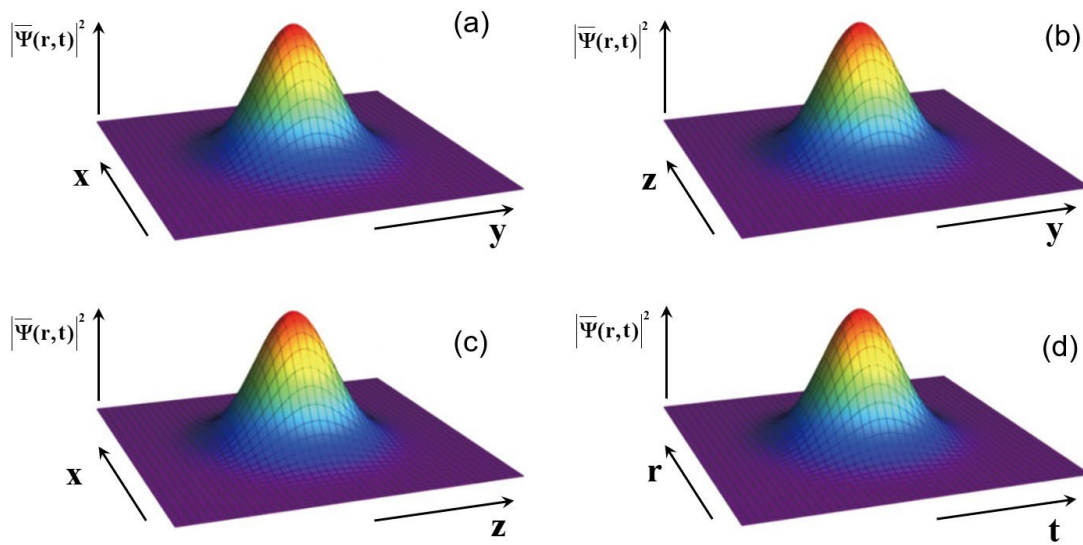 |Ψ̅(r,t)|²
(a)
x
y
|Ψ̅(r,t)|²
(b)
z
y
|Ψ̅(r,t)|²
(c)
x
z
|Ψ̅(r,t)|²
(d)
r
t